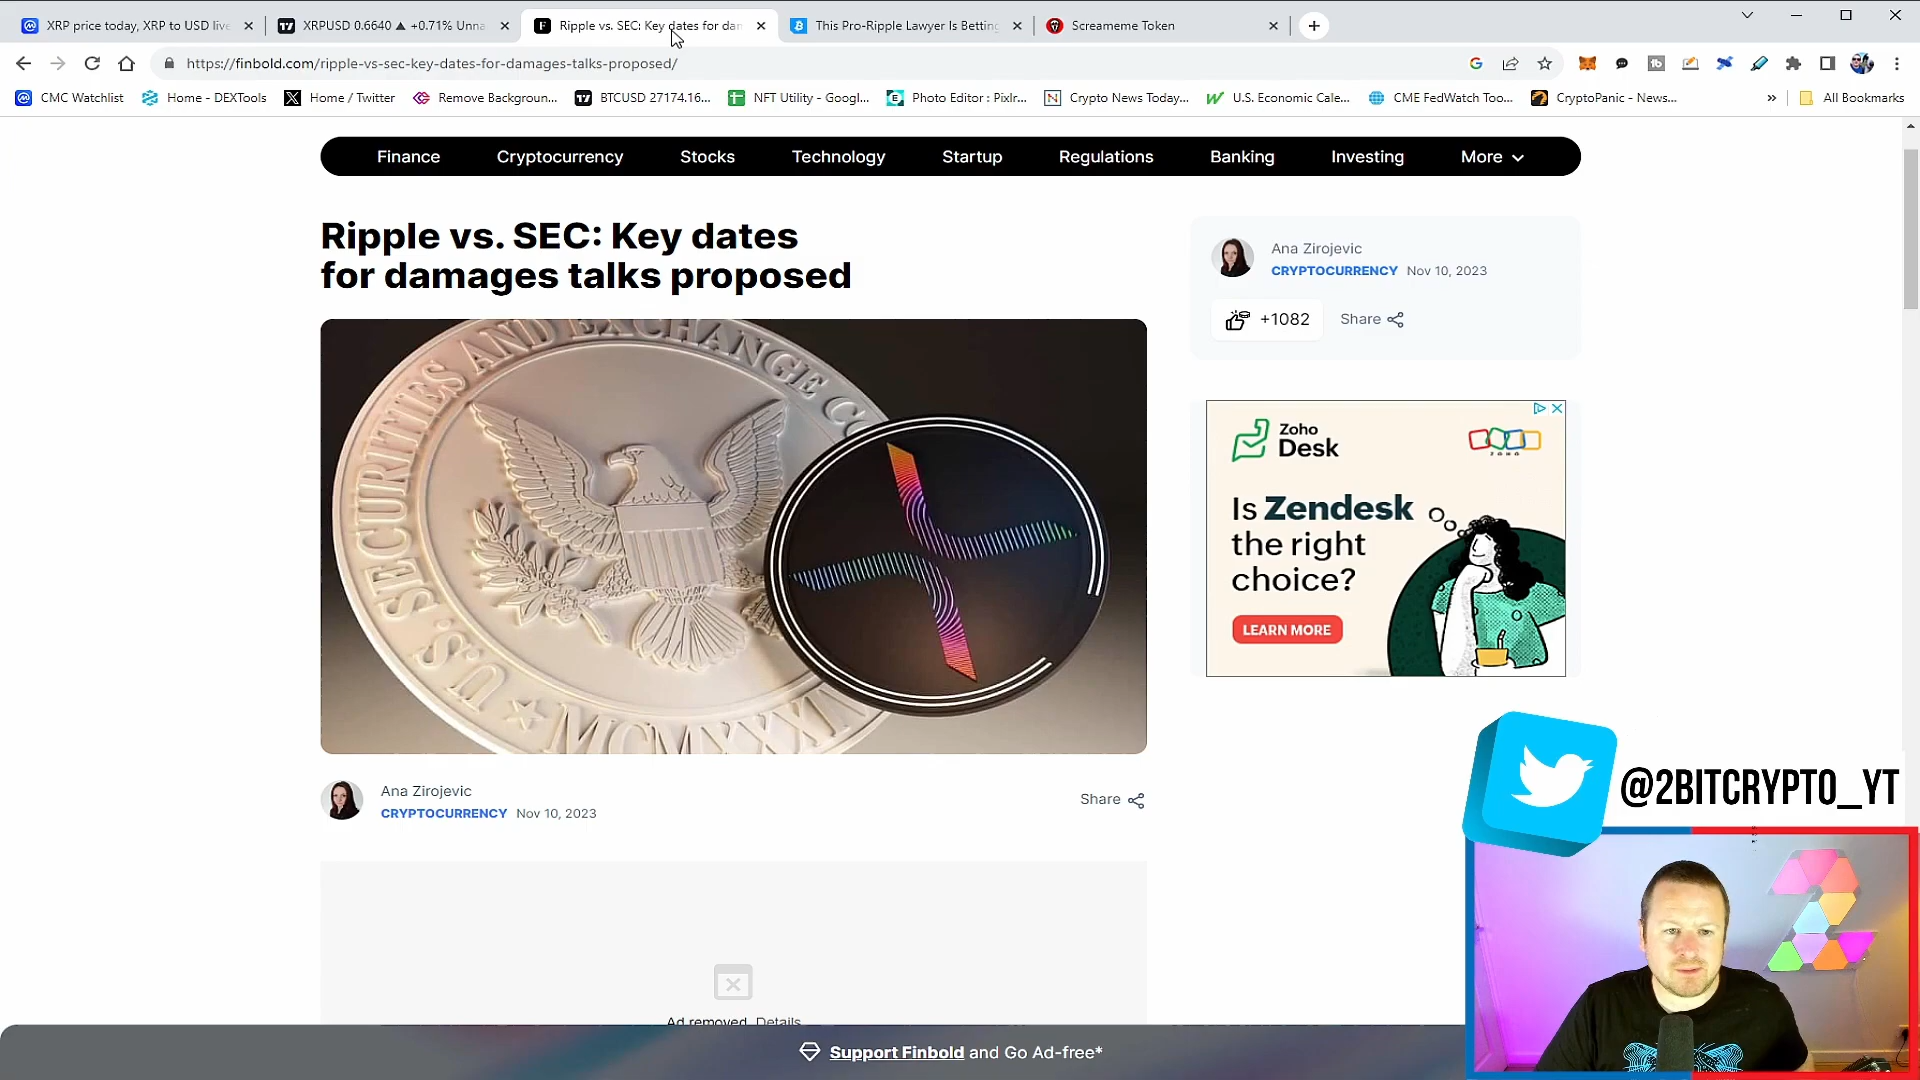 XRP price today, XRP to USD live
XRPUSD 0.6640 ▲ +0.71% Unna
Ripple vs. SEC: Key dates for dan
This Pro-Ripple Lawyer Is Betting
Screameme Token
https://finbold.com/ripple-vs-sec-key-dates-for-damages-talks-proposed/
CMC Watchlist
Home - DEXTools
Home / Twitter
Remove Backgroun...
BTCUSD 27174.16...
NFT Utility - Googl...
Photo Editor : Pixlr...
Crypto News Today...
U.S. Economic Cale...
CME FedWatch Too...
CryptoPanic - News...
»
All Bookmarks
Finance
Cryptocurrency
Stocks
Technology
Startup
Regulations
Banking
Investing
More
Ripple vs. SEC: Key dates
for damages talks proposed
Ana Zirojevic
CRYPTOCURRENCY Nov 10, 2023
+1082
Share
SECURITIES AND EXCHANGE CO
U.S.
MCMXXXIV
Zoho
Desk
ZOHO
Is Zendesk
the right
choice?
LEARN MORE
Ana Zirojevic
CRYPTOCURRENCY Nov 10, 2023
Share
@2BITCRYPTO_YT
Ad removed. Details
Support Finbold and Go Ad-free*